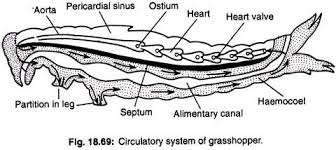 Aorta Pericardial sinus Ostium Heart Heart valve
Partition in leg Septum Alimentary canal Haemocoel
Fig. 18.69: Circulatory system of grasshopper.